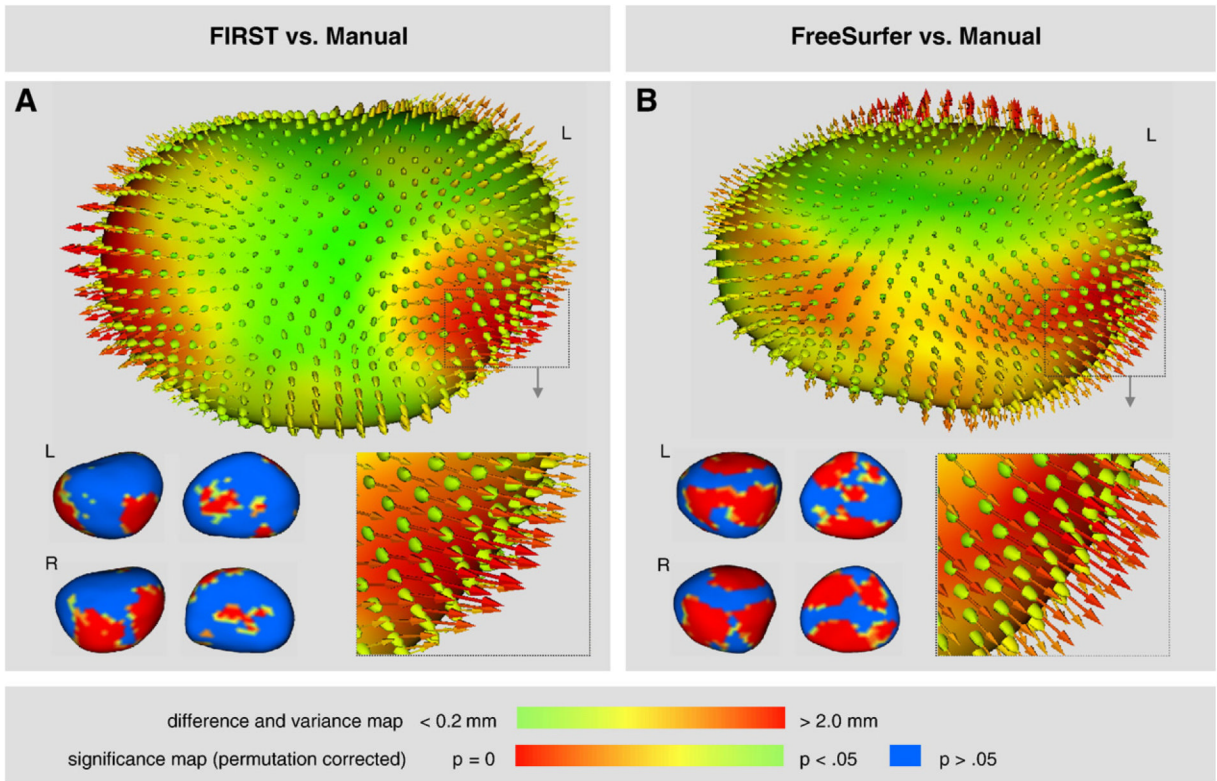 FIRST vs. Manual
FreeSurfer vs. Manual
A
L
B
L
L
R
L
R
difference and variance map < 0.2 mm > 2.0 mm
significance map (permutation corrected) p = 0 p < .05 p > .05